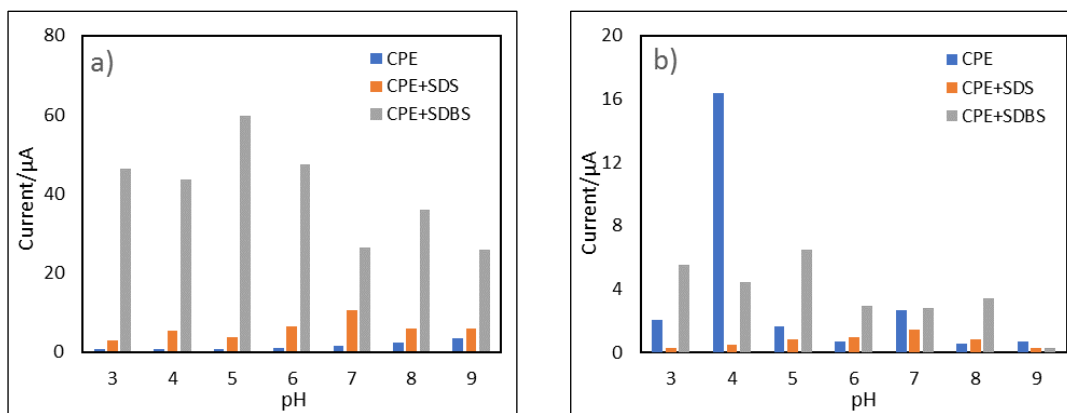 a)
80
60
40
20
0
Current/µA
CPE
CPE+SDS
CPE+SDBS
3 4 5 6 7 8 9
pH
b)
20
16
12
8
4
0
Current/µA
CPE
CPE+SDS
CPE+SDBS
3 4 5 6 7 8 9
pH